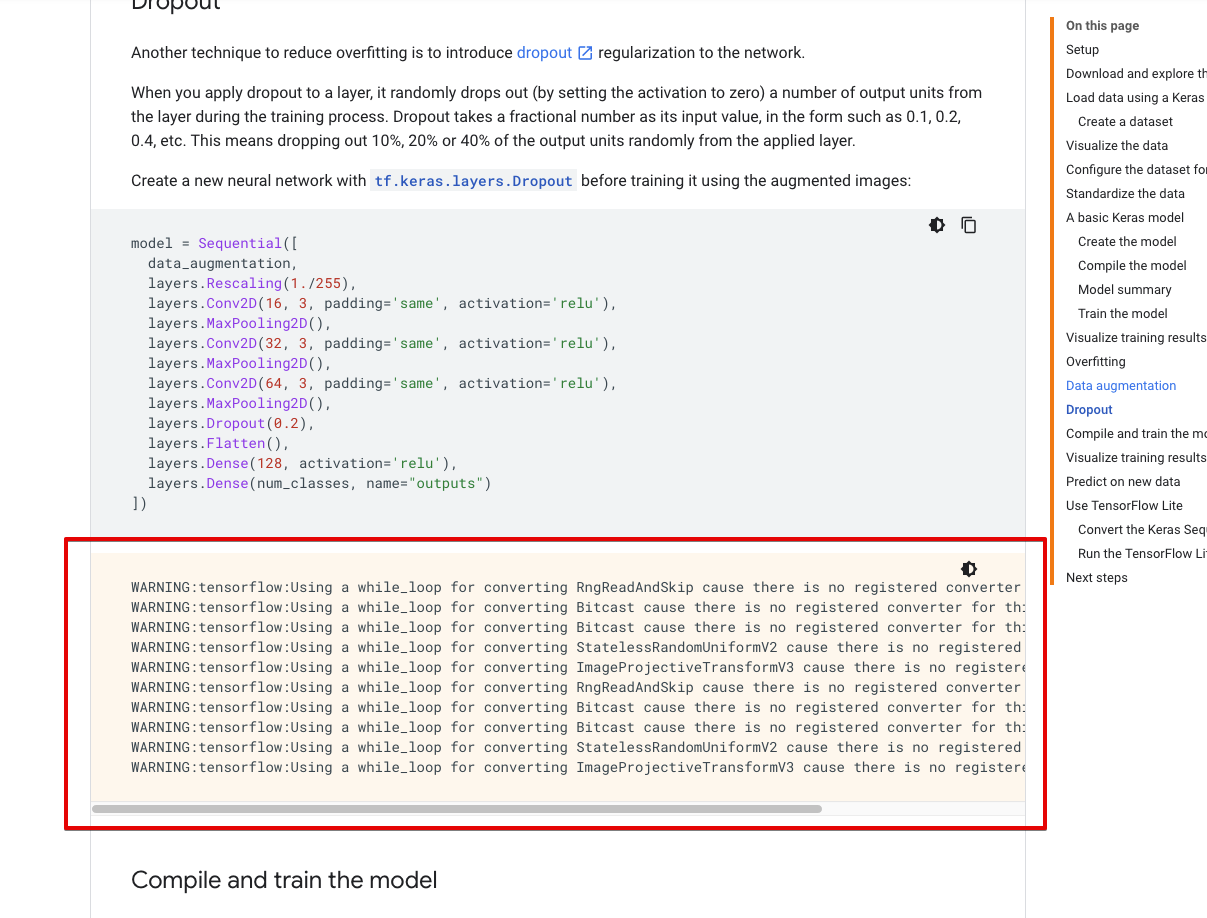 Dropout
Another technique to reduce overfitting is to introduce dropout regularization to the network.
When you apply dropout to a layer, it randomly drops out (by setting the activation to zero) a number of output units from
the layer during the training process. Dropout takes a fractional number as its input value, in the form such as 0.1, 0.2,
0.4, etc. This means dropping out 10%, 20% or 40% of the output units randomly from the applied layer.
Create a new neural network with tf.keras.layers.Dropout before training it using the augmented images:
model = Sequential([
  data_augmentation,
  layers.Rescaling(1./255),
  layers.Conv2D(16, 3, padding='same', activation='relu'),
  layers.MaxPooling2D(),
  layers.Conv2D(32, 3, padding='same', activation='relu'),
  layers.MaxPooling2D(),
  layers.Conv2D(64, 3, padding='same', activation='relu'),
  layers.MaxPooling2D(),
  layers.Dropout(0.2),
  layers.Flatten(),
  layers.Dense(128, activation='relu'),
  layers.Dense(num_classes, name="outputs")
])
WARNING:tensorflow:Using a while_loop for converting RngReadAndSkip cause there is no registered converter
WARNING:tensorflow:Using a while_loop for converting Bitcast cause there is no registered converter for
WARNING:tensorflow:Using a while_loop for converting Bitcast cause there is no registered converter for
WARNING:tensorflow:Using a while_loop for converting StatelessRandomUniformV2 cause there is no registered
WARNING:tensorflow:Using a while_loop for converting ImageProjectiveTransformV3 cause there is no
WARNING:tensorflow:Using a while_loop for converting RngReadAndSkip cause there is no registered converter
WARNING:tensorflow:Using a while_loop for converting Bitcast cause there is no registered converter for
WARNING:tensorflow:Using a while_loop for converting Bitcast cause there is no registered converter for
WARNING:tensorflow:Using a while_loop for converting StatelessRandomUniformV2 cause there is no registered
WARNING:tensorflow:Using a while_loop for converting ImageProjectiveTransformV3 cause there is no
Compile and train the model
On this page
Setup
Download and explore
Load data using a Keras
Create a dataset
Visualize the data
Configure the dataset
Standardize the data
A basic Keras model
Create the model
Compile the model
Model summary
Train the model
Visualize training results
Overfitting
Data augmentation
Dropout
Compile and train the
Visualize training results
Predict on new data
Use TensorFlow Lite
Convert the Keras
Run the TensorFlow
Next steps